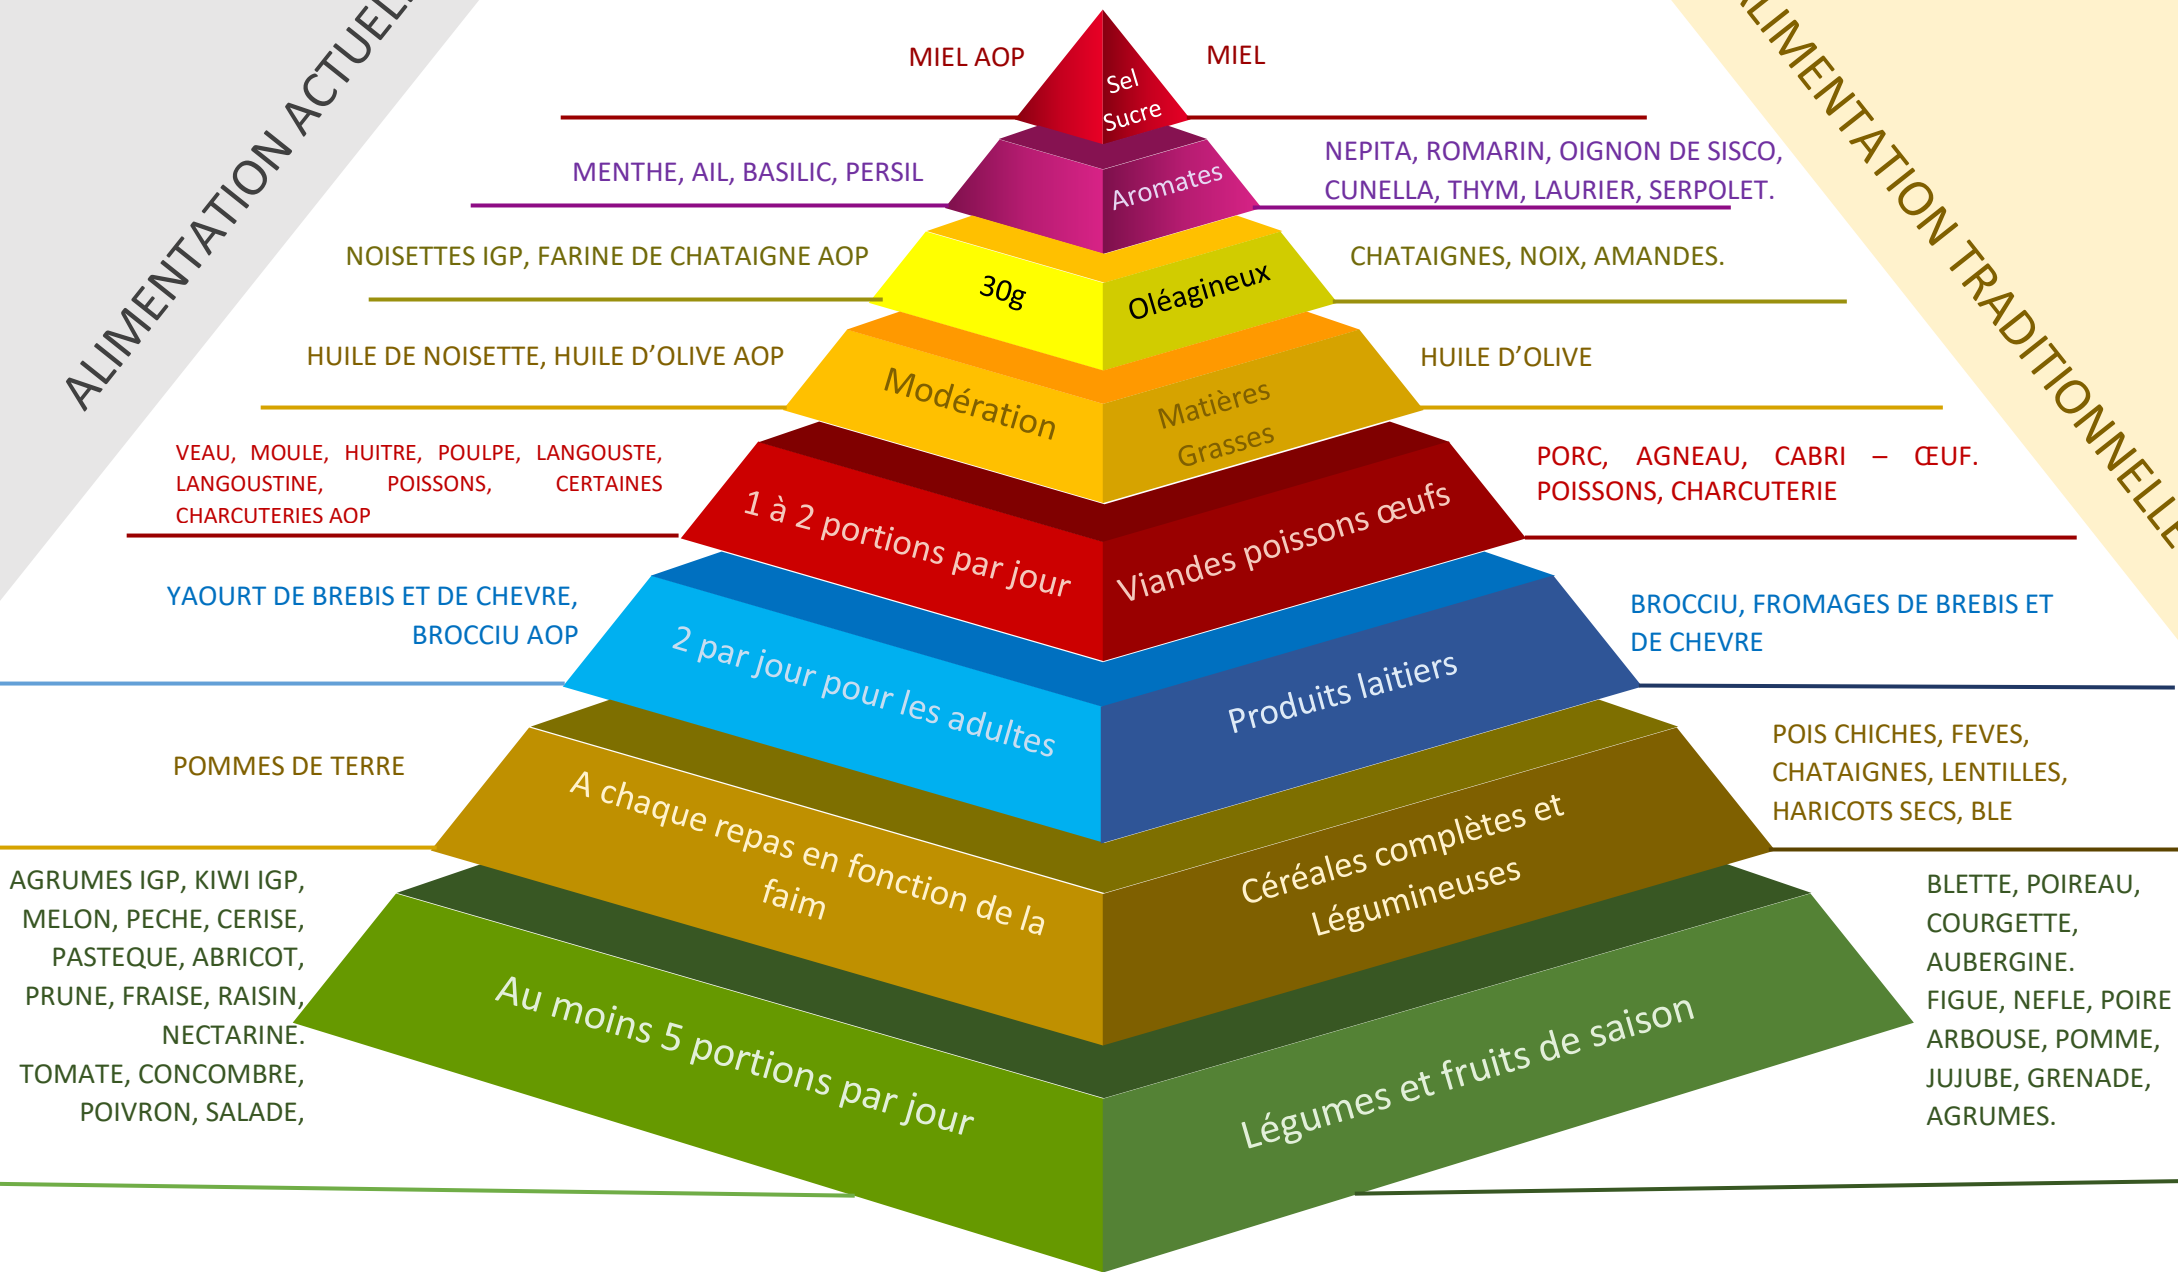 ALIMENTATION ACTUELL
ALIMENTATION TRADITIONNELLE
MIEL AOP
Sel
Sucre
MIEL
MENTHE, AIL, BASILIC, PERSIL
Aromates
NEPITA, ROMARIN, OIGNON DE SISCO,
CUNELLA, THYM, LAURIER, SERPOLET.
NOISETTES IGP, FARINE DE CHATAIGNE AOP
30g
Oléagineux
CHATAIGNES, NOIX, AMANDES.
HUILE DE NOISETTE, HUILE D’OLIVE AOP
Modération
Matières
Grasses
HUILE D’OLIVE
VEAU, MOULE, HUITRE, POULPE, LANGOUSTE,
LANGOUSTINE, POISSONS, CERTAINES
CHARCUTERIES AOP
1 à 2 portions par jour
Viandes poissons œufs
PORC, AGNEAU, CABRI – ŒUF.
POISSONS, CHARCUTERIE
YAOURT DE BREBIS ET DE CHEVRE,
BROCCIU AOP
2 par jour pour les adultes
Produits laitiers
BROCCIU, FROMAGES DE BREBIS ET
DE CHEVRE
POMMES DE TERRE
A chaque repas en fonction de la
faim
Céréales complètes et
Légumineuses
POIS CHICHES, FEVES,
CHATAIGNES, LENTILLES,
HARICOTS SECS, BLE
AGRUMES IGP, KIWI IGP,
MELON, PECHE, CERISE,
PASTEQUE, ABRICOT,
PRUNE, FRAISE, RAISIN,
NECTARINE.
TOMATE, CONCOMBRE,
POIVRON, SALADE,
Au moins 5 portions par jour
Légumes et fruits de saison
BLETTE, POIREAU,
COURGETTE,
AUBERGINE.
FIGUE, NEFLE, POIRE
ARBOUSE, POMME,
JUJUBE, GRENADE,
AGRUMES.